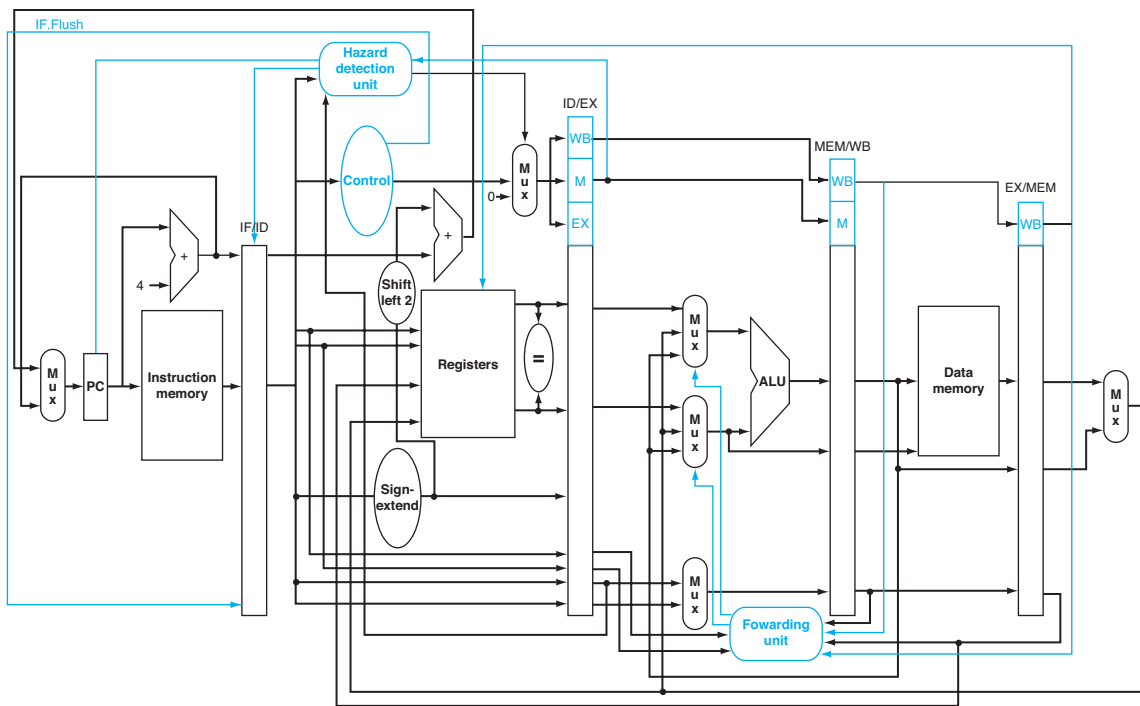 IF.Flush
Hazard
detection
unit
ID/EX
WB
M
EX
Control
M
u
x
0
MEM/WB
WB
M
EX/MEM
WB
IF/ID
+
4
+
Shift
left 2
M
u
x
PC
Instruction
memory
Registers
=
M
u
x
M
u
x
ALU
Data
memory
M
u
x
Sign-
extend
M
u
x
Fowarding
unit